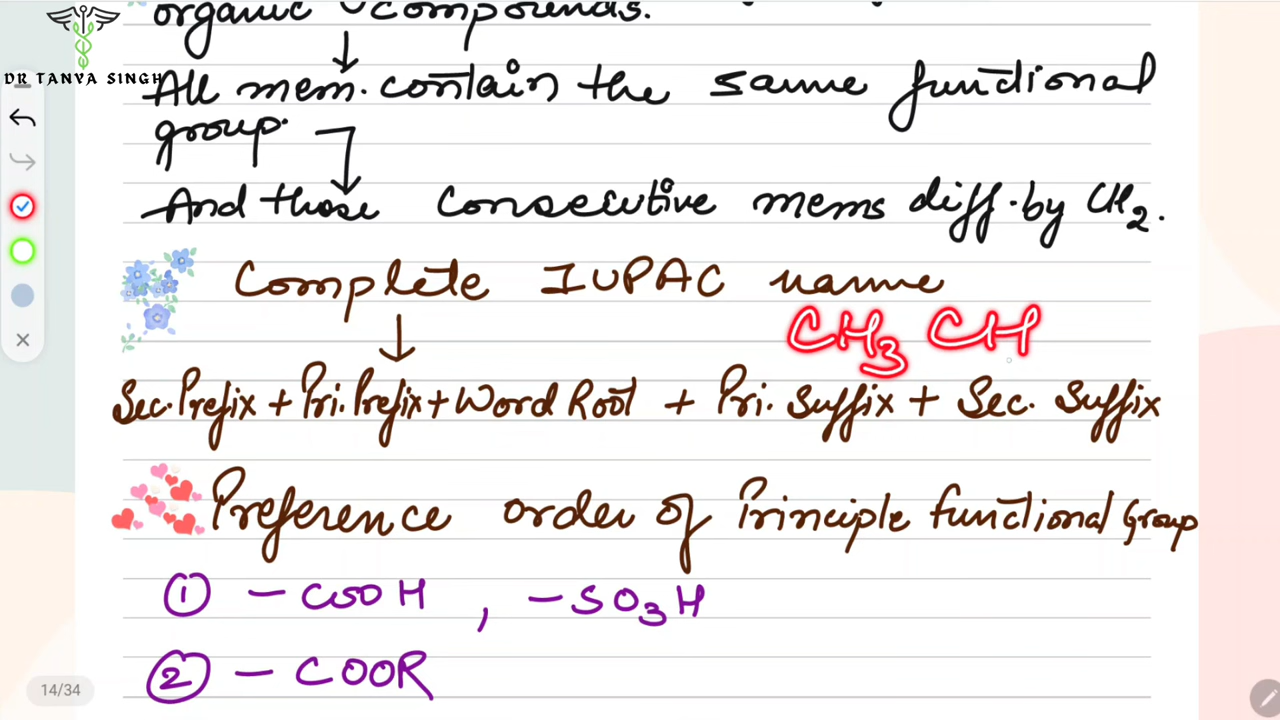 organic compounds.
DR TANYA SINGH
All mem. contain the same functional
group.
And those consecutive mems diff. by CH2.
Complete IUPAC name
CH3 CH
Sec. Prefix + Pri. Prefix + Word Root + Pri. Suffix + Sec. Suffix
Preference order of Principle functional Group
① - COOH , - SO3H
② - COOR
14/34